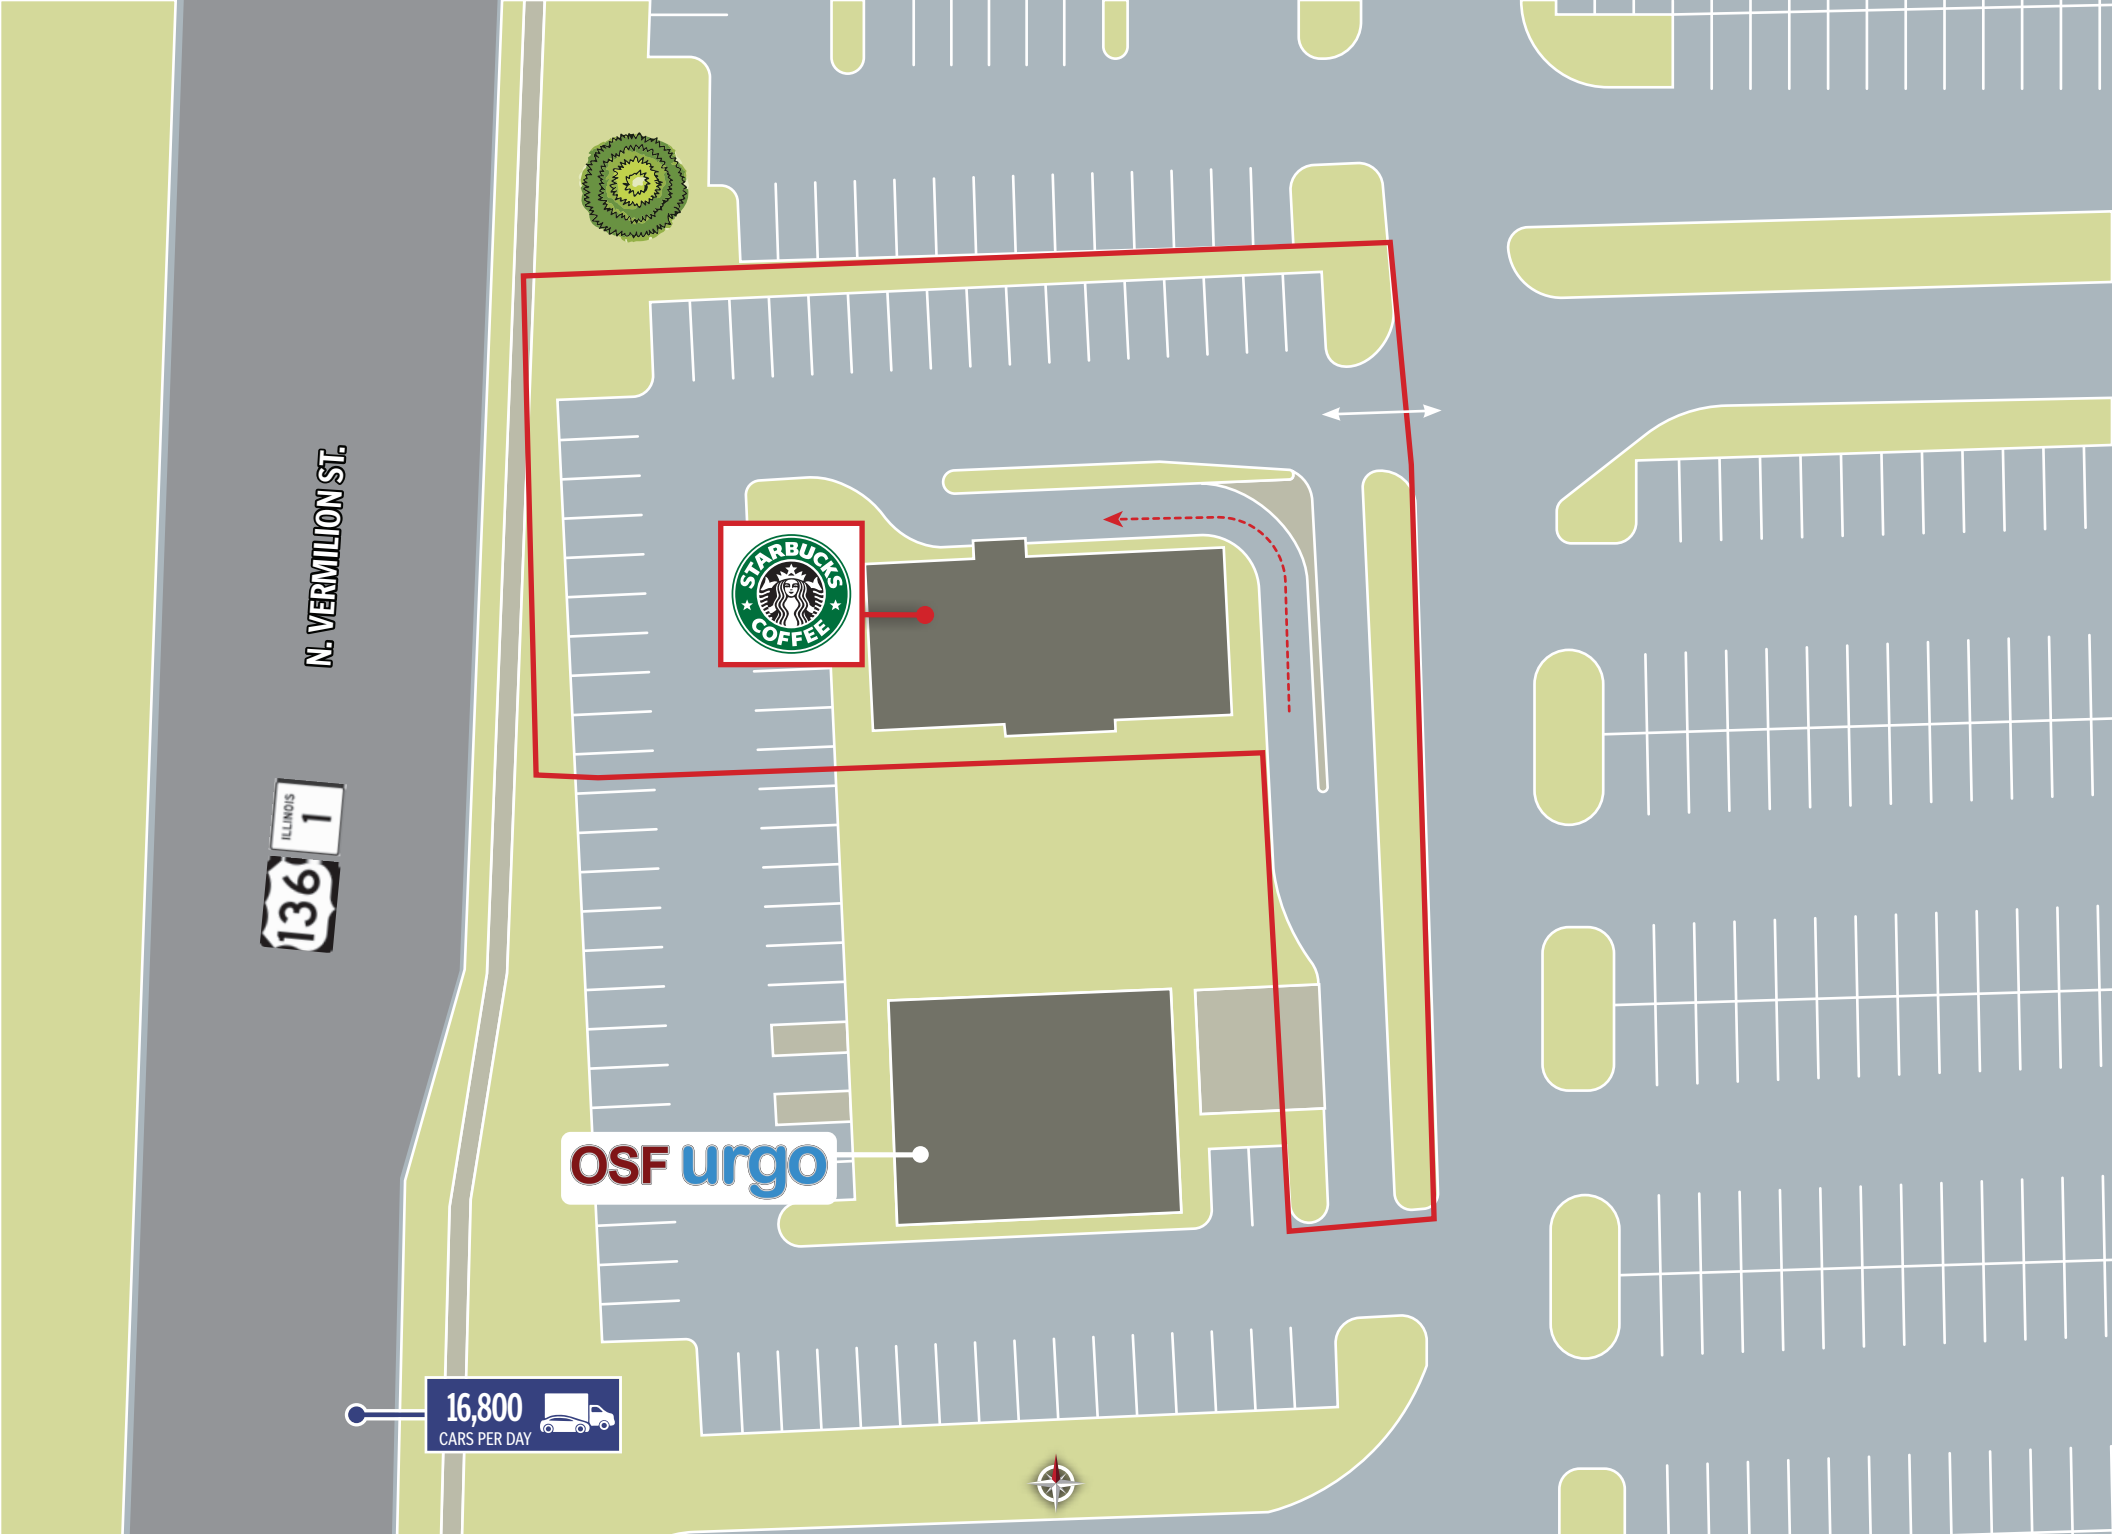 N. VERMILION ST.
STARBUCKS
COFFEE
ILLINOIS
1
136
OSF urgo
16,800
CARS PER DAY